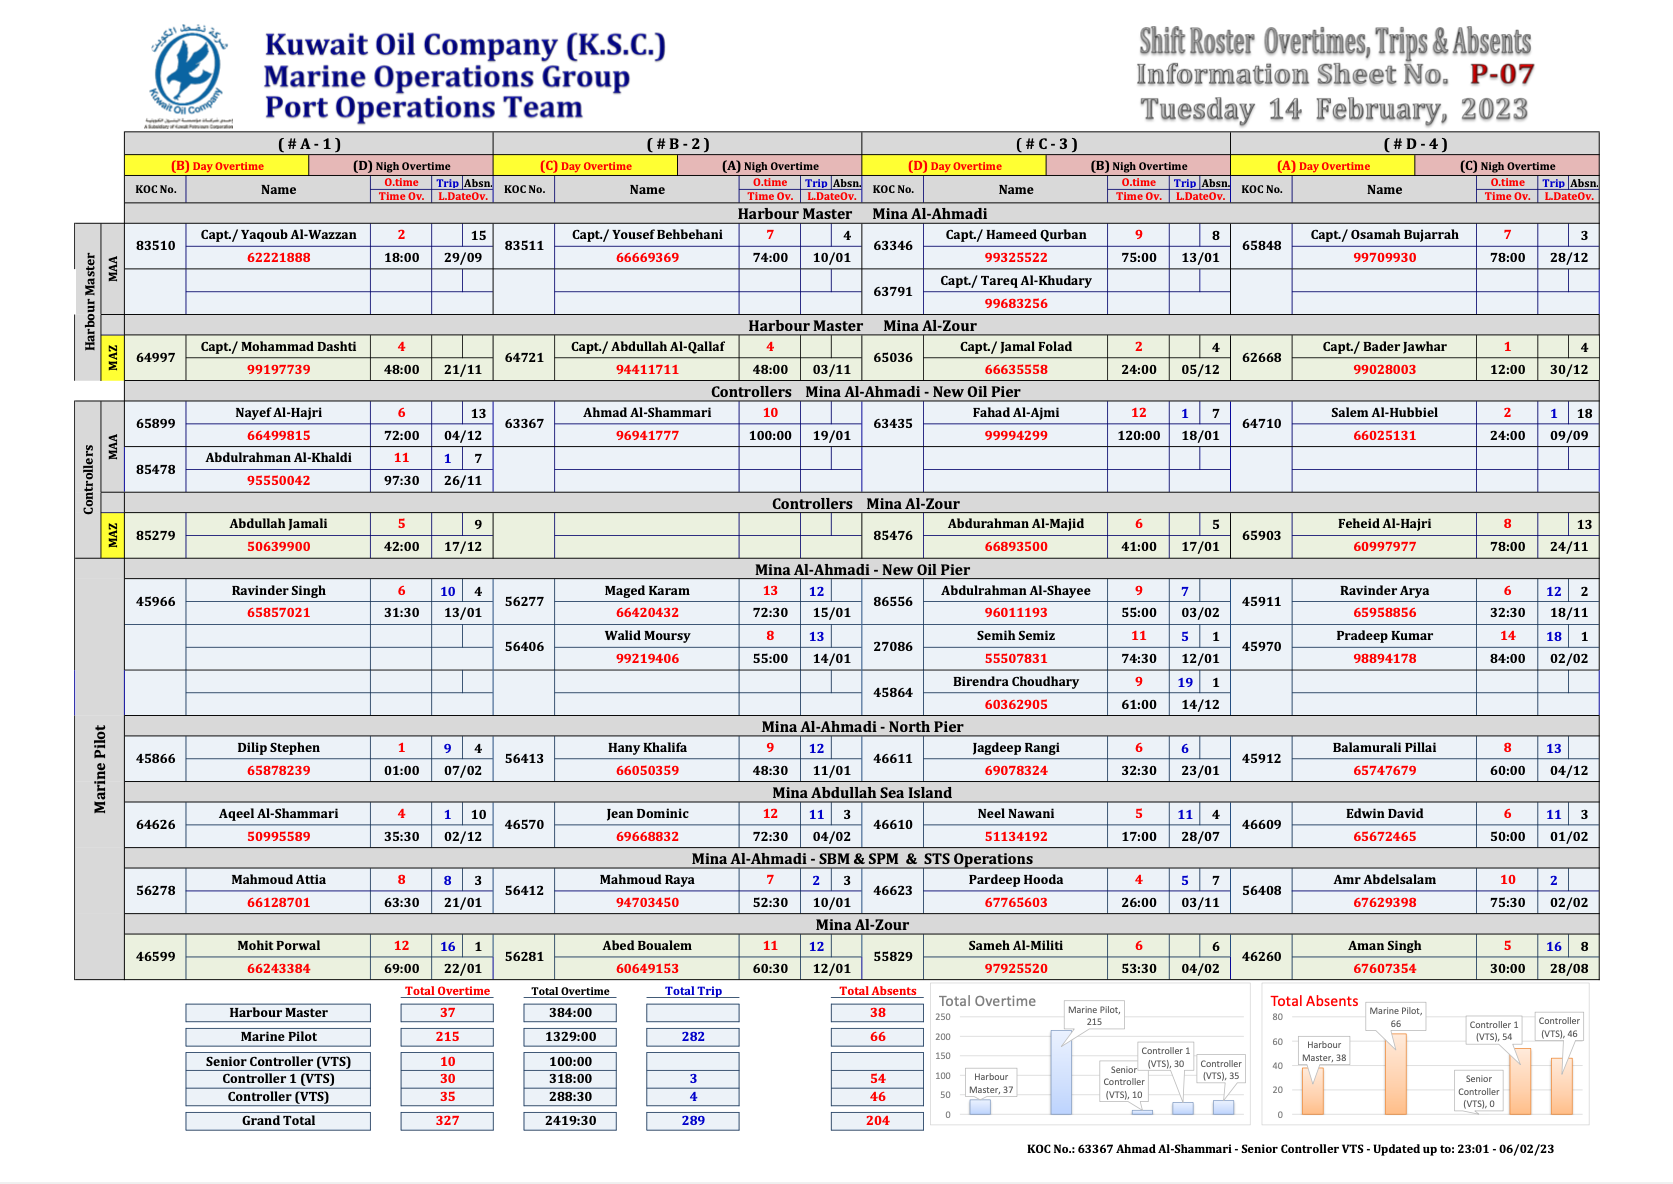 شركة نفط الكويت
Kuwait Oil Company
A Subsidiary of Kuwait Petroleum Corporation
Kuwait Oil Company (K.S.C.)
Marine Operations Group
Port Operations Team
Shift Roster Overtimes, Trips & Absents
Information Sheet No. P-07
Tuesday 14 February, 2023
( # A - 1 ) ( # B - 2 ) ( # C - 3 ) ( # D - 4 )
(B) Day Overtime (D) Nigh Overtime (C) Day Overtime (A) Nigh Overtime (D) Day Overtime (B) Nigh Overtime (A) Day Overtime (C) Nigh Overtime
KOC No. Name O.time Trip Absn. KOC No. Name O.time Trip Absn. KOC No. Name O.time Trip Absn. KOC No. Name O.time Trip Absn.
Time Ov. L.DateOv. Time Ov. L.DateOv. Time Ov. L.DateOv. Time Ov. L.DateOv.
Harbour Master Mina Al-Ahmadi
Harbour Master
MAA
83510 Capt./ Yaqoub Al-Wazzan 2 15 83511 Capt./ Yousef Behbehani 7 4 63346 Capt./ Hameed Qurban 9 8 65848 Capt./ Osamah Bujarrah 7 3
62221888 18:00 29/09 66669369 74:00 10/01 99325522 75:00 13/01 99709930 78:00 28/12
63791 Capt./ Tareq Al-Khudary
99683256
Harbour Master Mina Al-Zour
MAZ
64997 Capt./ Mohammad Dashti 4 64721 Capt./ Abdullah Al-Qallaf 4 65036 Capt./ Jamal Folad 2 4 62668 Capt./ Bader Jawhar 1 4
99197739 48:00 21/11 94411711 48:00 03/11 66635558 24:00 05/12 99028003 12:00 30/12
Controllers Mina Al-Ahmadi - New Oil Pier
Controllers
MAA
65899 Nayef Al-Hajri 6 13 63367 Ahmad Al-Shammari 10 63435 Fahad Al-Ajmi 12 1 7 64710 Salem Al-Hubbiel 2 1 18
66499815 72:00 04/12 96941777 100:00 19/01 99994299 120:00 18/01 66025131 24:00 09/09
85478 Abdulrahman Al-Khaldi 11 1 7
95550042 97:30 26/11
Controllers Mina Al-Zour
MAZ
85279 Abdullah Jamali 5 9 85476 Abdurahman Al-Majid 6 5 65903 Feheid Al-Hajri 8 13
50639900 42:00 17/12 66893500 41:00 17/01 60997977 78:00 24/11
Marine Pilot
Mina Al-Ahmadi - New Oil Pier
45966 Ravinder Singh 6 10 4 56277 Maged Karam 13 12 86556 Abdulrahman Al-Shayee 9 7 45911 Ravinder Arya 6 12 2
65857021 31:30 13/01 66420432 72:30 15/01 96011193 55:00 03/02 65958856 32:30 18/11
56406 Walid Moursy 8 13 27086 Semih Semiz 11 5 1 45970 Pradeep Kumar 14 18 1
99219406 55:00 14/01 55507831 74:30 12/01 98894178 84:00 02/02
45864 Birendra Choudhary 9 19 1
60362905 61:00 14/12
Mina Al-Ahmadi - North Pier
45866 Dilip Stephen 1 9 4 56413 Hany Khalifa 9 12 46611 Jagdeep Rangi 6 6 45912 Balamurali Pillai 8 13
65878239 01:00 07/02 66050359 48:30 11/01 69078324 32:30 23/01 65747679 60:00 04/12
Mina Abdullah Sea Island
64626 Aqeel Al-Shammari 4 1 10 46570 Jean Dominic 12 11 3 46610 Neel Nawani 5 11 4 46609 Edwin David 6 11 3
50995589 35:30 02/12 69668832 72:30 04/02 51134192 17:00 28/07 65672465 50:00 01/02
Mina Al-Ahmadi - SBM & SPM & STS Operations
56278 Mahmoud Attia 8 8 3 56412 Mahmoud Raya 7 2 3 46623 Pardeep Hooda 4 5 7 56408 Amr Abdelsalam 10 2
66128701 63:30 21/01 94703450 52:30 10/01 67765603 26:00 03/11 67629398 75:30 02/02
Mina Al-Zour
46599 Mohit Porwal 12 16 1 56281 Abed Boualem 11 12 55829 Sameh Al-Militi 6 6 46260 Aman Singh 5 16 8
66243384 69:00 22/01 60649153 60:30 12/01 97925520 53:30 04/02 67607354 30:00 28/08
Total Overtime Total Overtime Total Trip Total Absents
Harbour Master 37 384:00 38
Marine Pilot 215 1329:00 282 66
Senior Controller (VTS) 10 100:00
Controller 1 (VTS) 30 318:00 3 54
Controller (VTS) 35 288:30 4 46
Grand Total 327 2419:30 289 204
Total Overtime
250
200
150
100
50
0
Harbour Master, 37
Marine Pilot, 215
Senior Controller (VTS), 10
Controller 1 (VTS), 30
Controller (VTS), 35
Total Absents
80
60
40
20
0
Harbour Master, 38
Marine Pilot, 66
Senior Controller (VTS), 0
Controller 1 (VTS), 54
Controller (VTS), 46
KOC No.: 63367 Ahmad Al-Shammari - Senior Controller VTS - Updated up to: 23:01 - 06/02/23